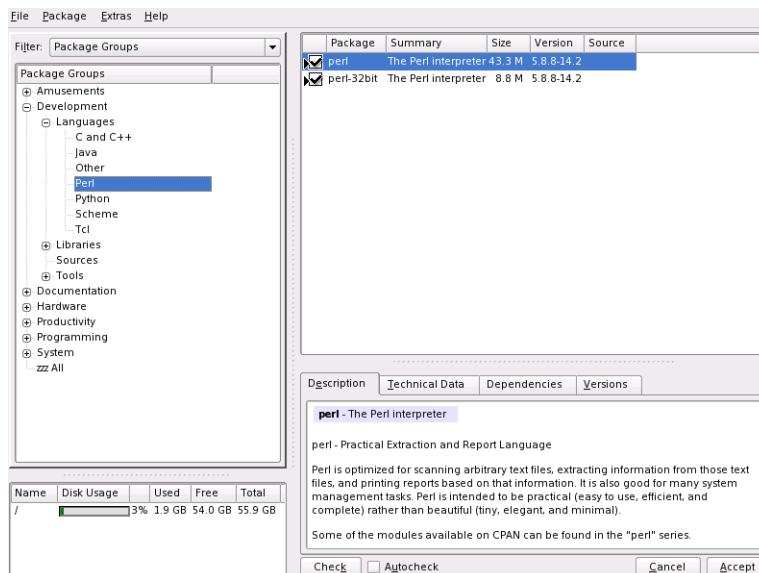 File Package Extras Help
Filter: Package Groups
Package Groups
Amusements
Development
Languages
C and C++
Java
Other
Perl
Python
Scheme
Tcl
Libraries
Sources
Tools
Documentation
Hardware
Productivity
Programming
System
zzz All
Name Disk Usage Used Free Total
/ 3% 1.9 GB 54.0 GB 55.9 GB
Package Summary Size Version Source
perl The Perl interpreter 43.3 M 5.8.8-14.2
perl-32bit The Perl interpreter 8.8 M 5.8.8-14.2
Description Technical Data Dependencies Versions
perl - The Perl interpreter
perl - Practical Extraction and Report Language
Perl is optimized for scanning arbitrary text files, extracting information from those text
files, and printing reports based on that information. It is also good for many system
management tasks. Perl is intended to be practical (easy to use, efficient, and
complete) rather than beautiful (tiny, elegant, and minimal).
Some of the modules available on CPAN can be found in the "perl" series.
Check Autocheck Cancel Accept